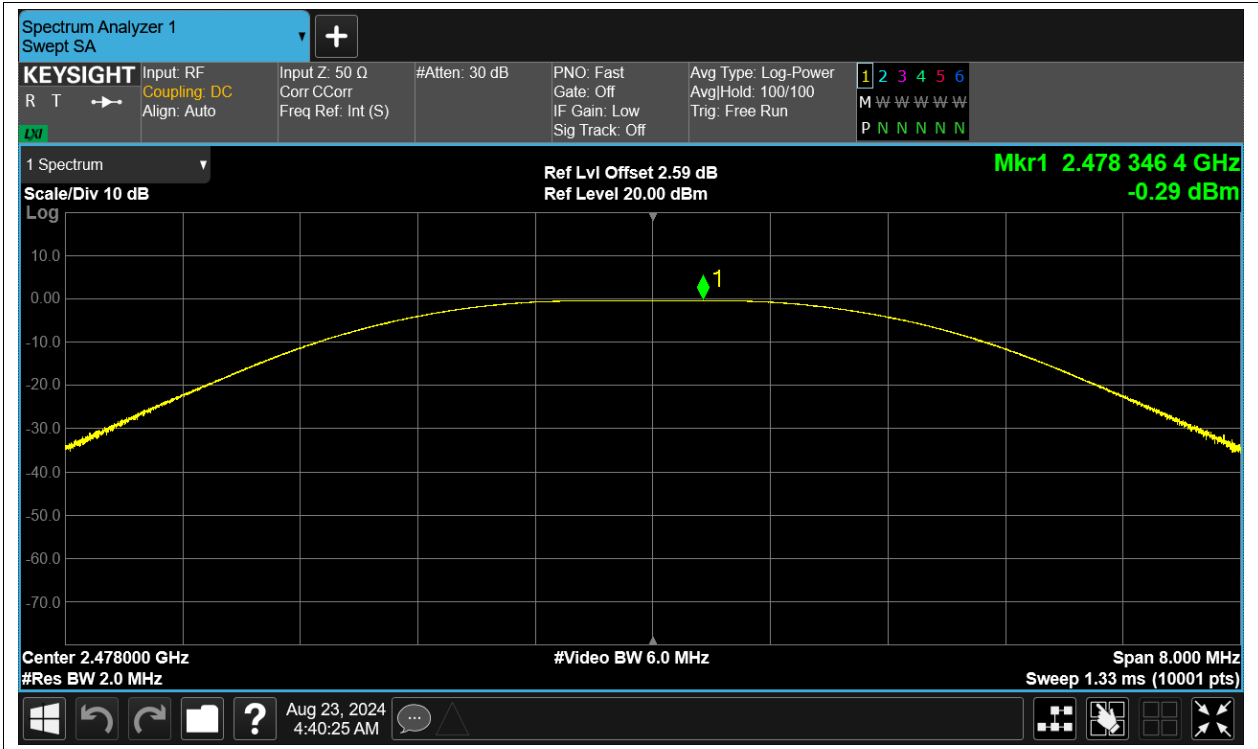 Spectrum Analyzer 1
Swept SA
KEYSIGHT
R T
LXI
Input: RF
Coupling: DC
Align: Auto
Input Z: 50 Ω
Corr CCorr
Freq Ref: Int (S)
#Atten: 30 dB
PNO: Fast
Gate: Off
IF Gain: Low
Sig Track: Off
Avg Type: Log-Power
Avg|Hold: 100/100
Trig: Free Run
1 2 3 4 5 6
M W W W W W
P N N N N N
1 Spectrum
Scale/Div 10 dB
Log
Ref Lvl Offset 2.59 dB
Ref Level 20.00 dBm
Mkr1 2.478 346 4 GHz
-0.29 dBm
1
10.0
0.00
-10.0
-20.0
-30.0
-40.0
-50.0
-60.0
-70.0
Center 2.478000 GHz
#Res BW 2.0 MHz
#Video BW 6.0 MHz
Span 8.000 MHz
Sweep 1.33 ms (10001 pts)
?
Aug 23, 2024
4:40:25 AM